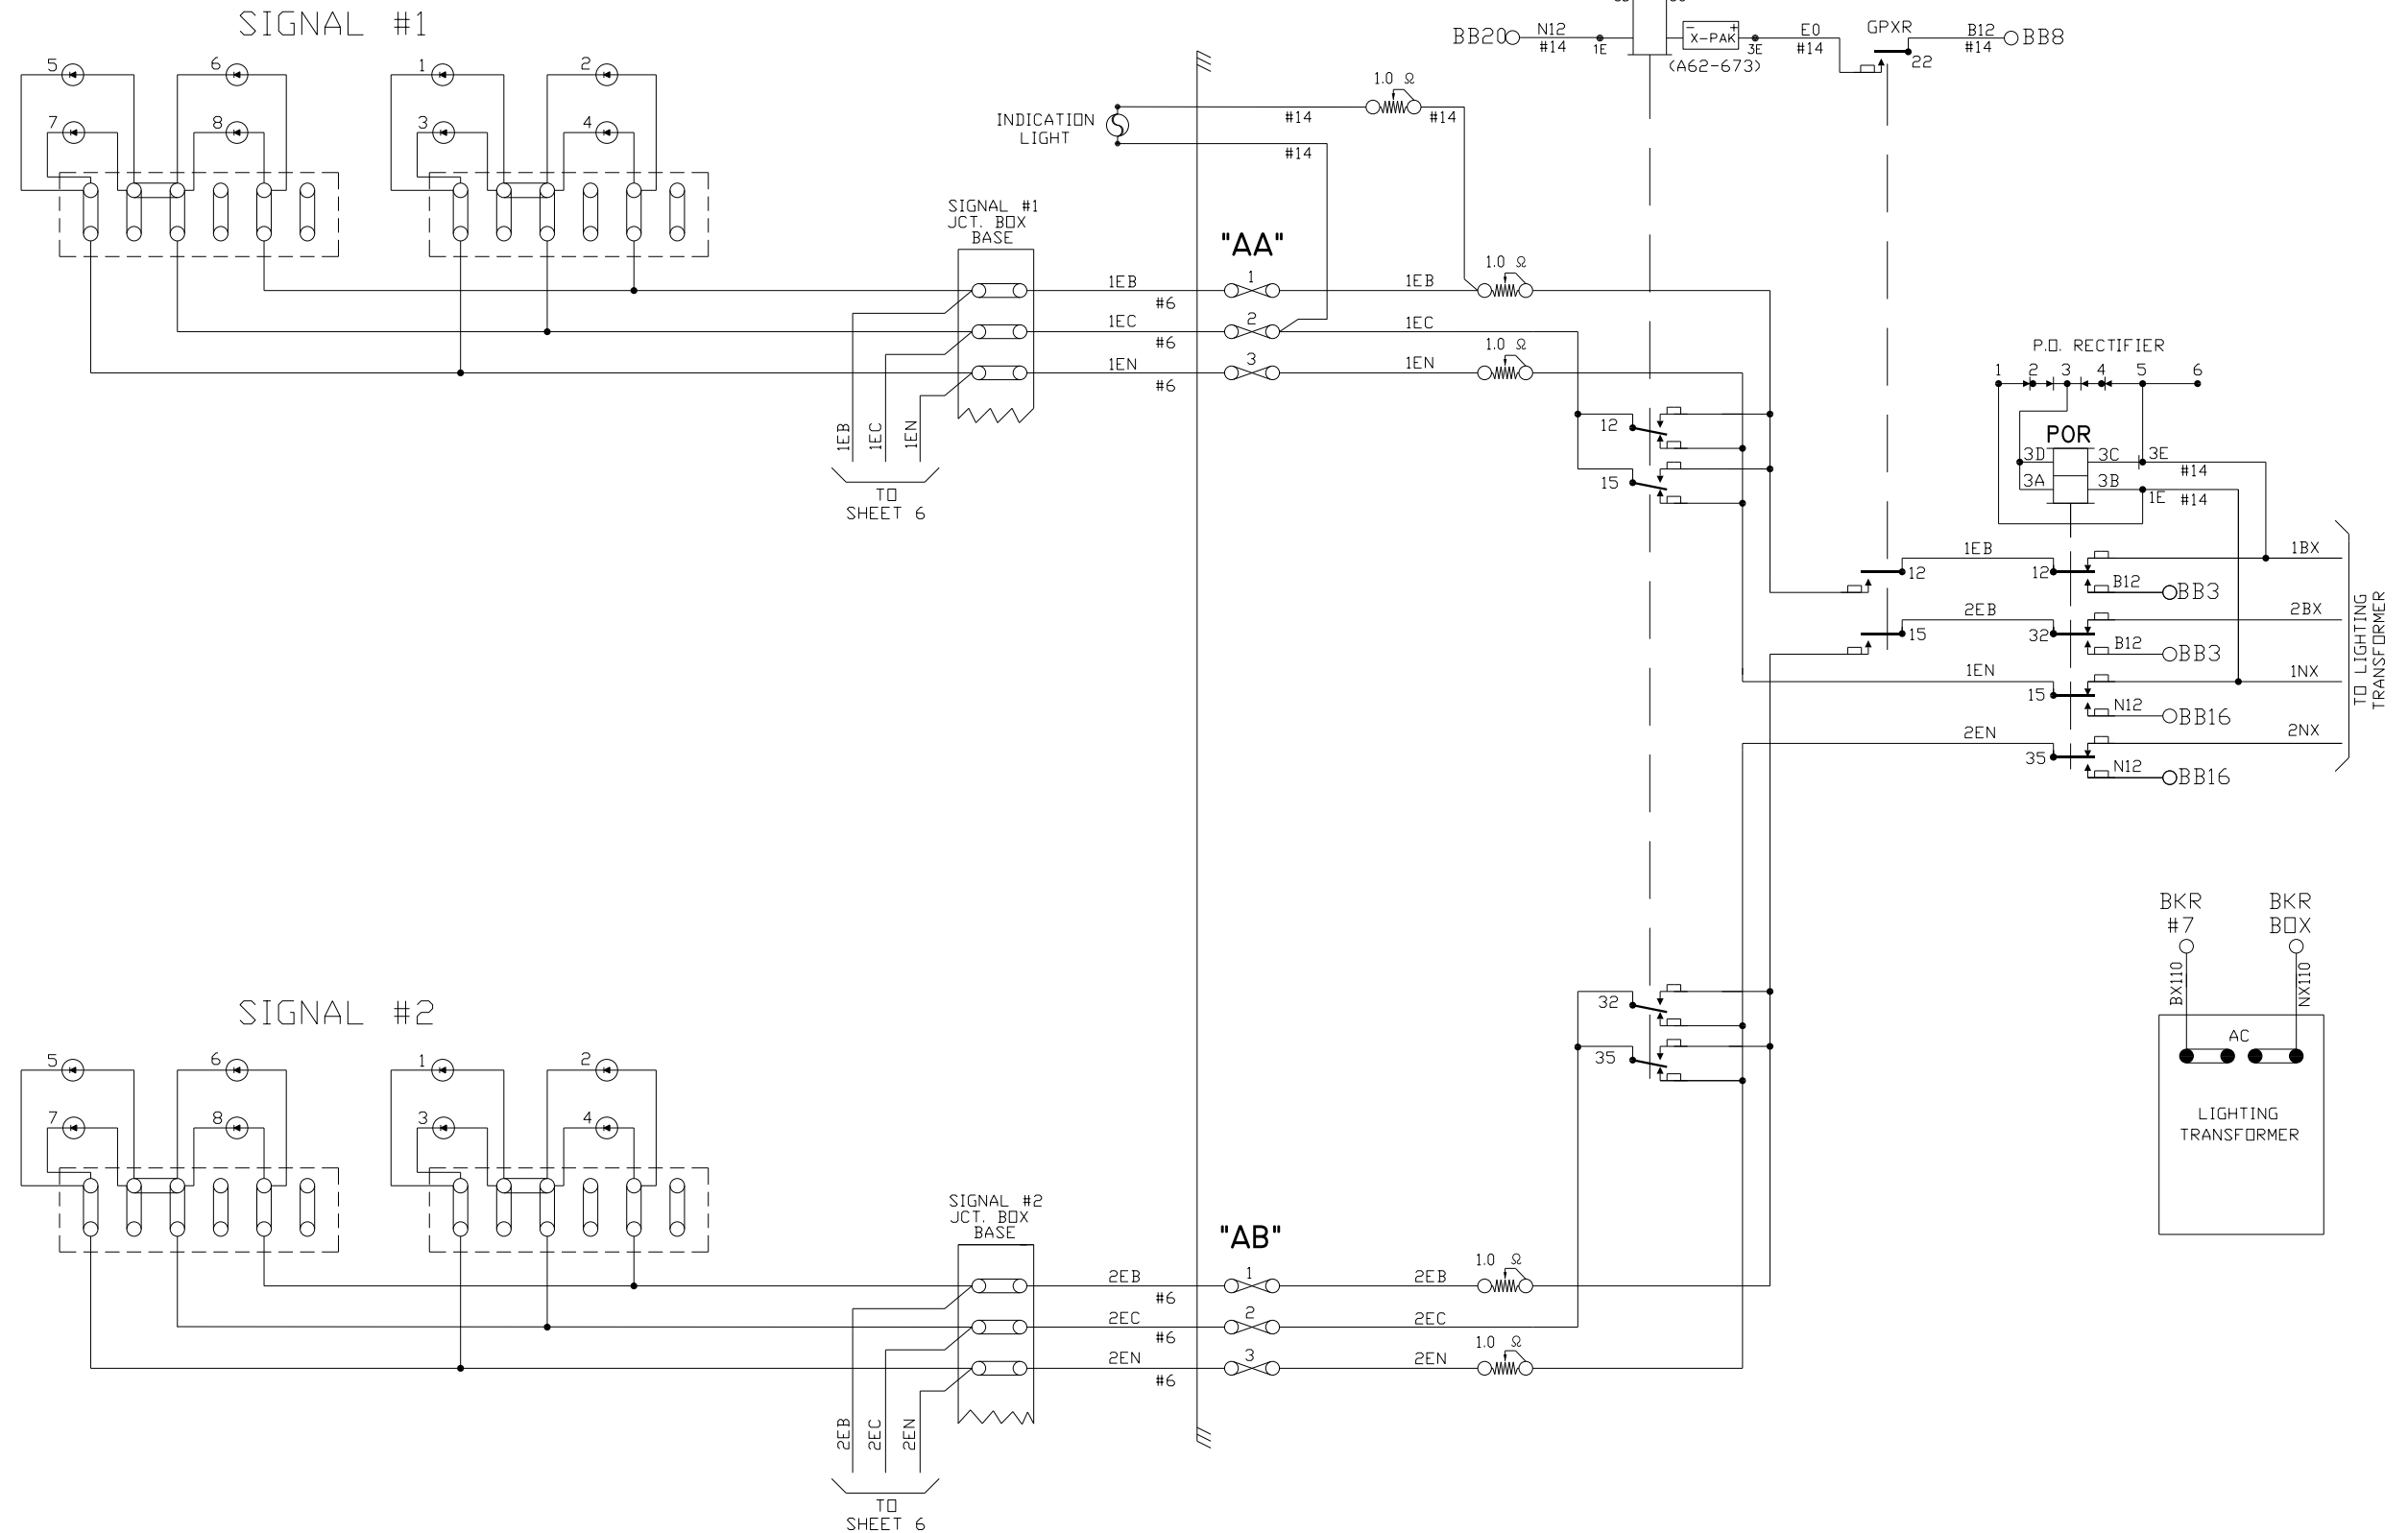 SIGNAL #1
5
6
1
2
7
8
3
4
BB20
N12
#14
1E
- X-PAK +
3E
(A62-673)
E0
#14
GPXR
22
B12
#14
BB8
INDICATION
LIGHT
#14
#14
1.0 Ω
#14
SIGNAL #1
JCT. BOX
BASE
"AA"
1EB
#6
1
1EB
1.0 Ω
1EC
#6
2
1EC
1EN
#6
3
1EN
1.0 Ω
1EB
1EC
1EN
TO
SHEET 6
12
15
P.O. RECTIFIER
1
2
3
4
5
6
POR
3D
3C
3E
#14
3A
3B
1E
#14
1EB
12
12
1BX
B12
BB3
2EB
15
32
2BX
B12
BB3
1EN
15
1NX
N12
BB16
2EN
35
2NX
N12
BB16
TO LIGHTING
TRANSFORMER
BKR
#7
BKR
BOX
BX110
NX110
AC
LIGHTING
TRANSFORMER
32
35
SIGNAL #2
5
6
1
2
7
8
3
4
SIGNAL #2
JCT. BOX
BASE
"AB"
2EB
#6
1
2EB
1.0 Ω
2EC
#6
2
2EC
2EN
#6
3
2EN
1.0 Ω
2EB
2EC
2EN
TO
SHEET 6